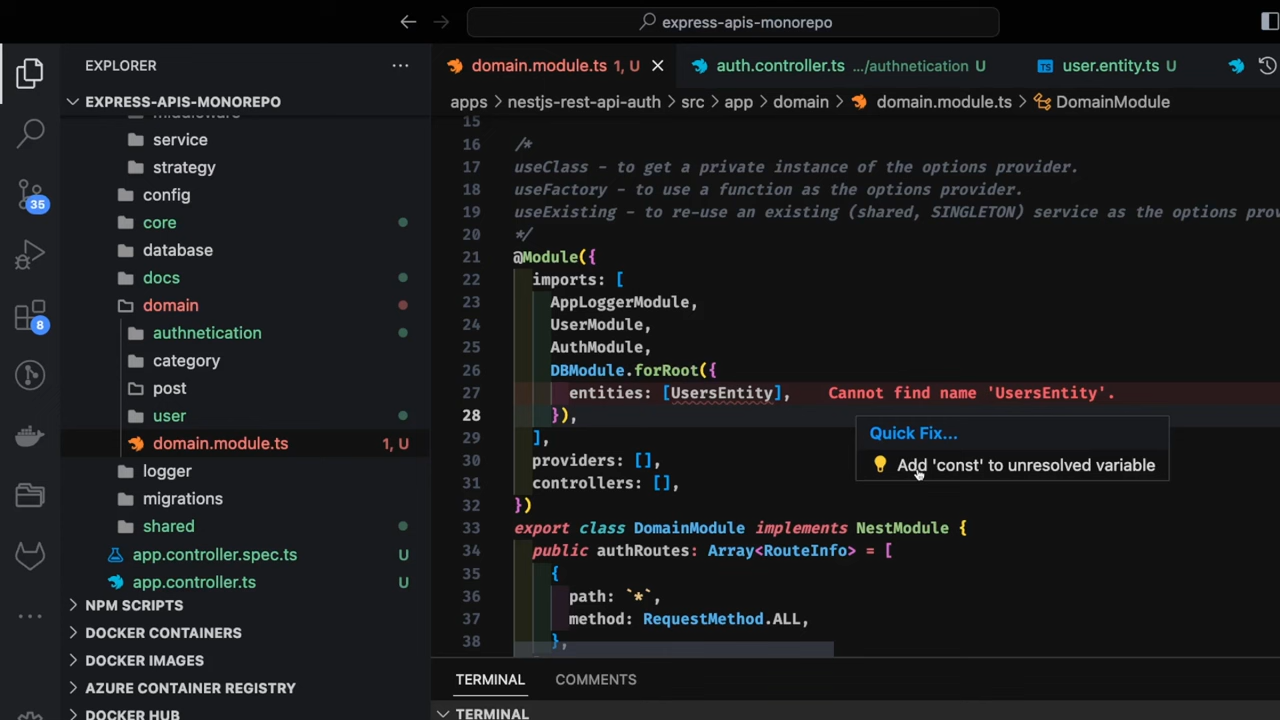 express-apis-monorepo
EXPLORER
EXPRESS-APIS-MONOREPO
middleware
service
strategy
config
core
database
docs
domain
authnetication
category
post
user
domain.module.ts 1, U
logger
migrations
shared
app.controller.spec.ts U
app.controller.ts U
NPM SCRIPTS
DOCKER CONTAINERS
DOCKER IMAGES
AZURE CONTAINER REGISTRY
DOCKER HUB
35
8
domain.module.ts 1, U auth.controller.ts .../authnetication U TS user.entity.ts U
apps > nestjs-rest-api-auth > src > app > domain > domain.module.ts > DomainModule
15
16 /*
17 useClass - to get a private instance of the options provider.
18 useFactory - to use a function as the options provider.
19 useExisting - to re-use an existing (shared, SINGLETON) service as the options prov
20 */
21 @Module({
22 imports: [
23 AppLoggerModule,
24 UserModule,
25 AuthModule,
26 DBModule.forRoot({
27 entities: [UsersEntity], Cannot find name 'UsersEntity'.
28 }),
29 ],
30 providers: [],
31 controllers: [],
32 })
33 export class DomainModule implements NestModule {
34 public authRoutes: Array<RouteInfo> = [
35 {
36 path: `*`,
37 method: RequestMethod.ALL,
38 },
Quick Fix...
Add 'const' to unresolved variable
TERMINAL COMMENTS
TERMINAL